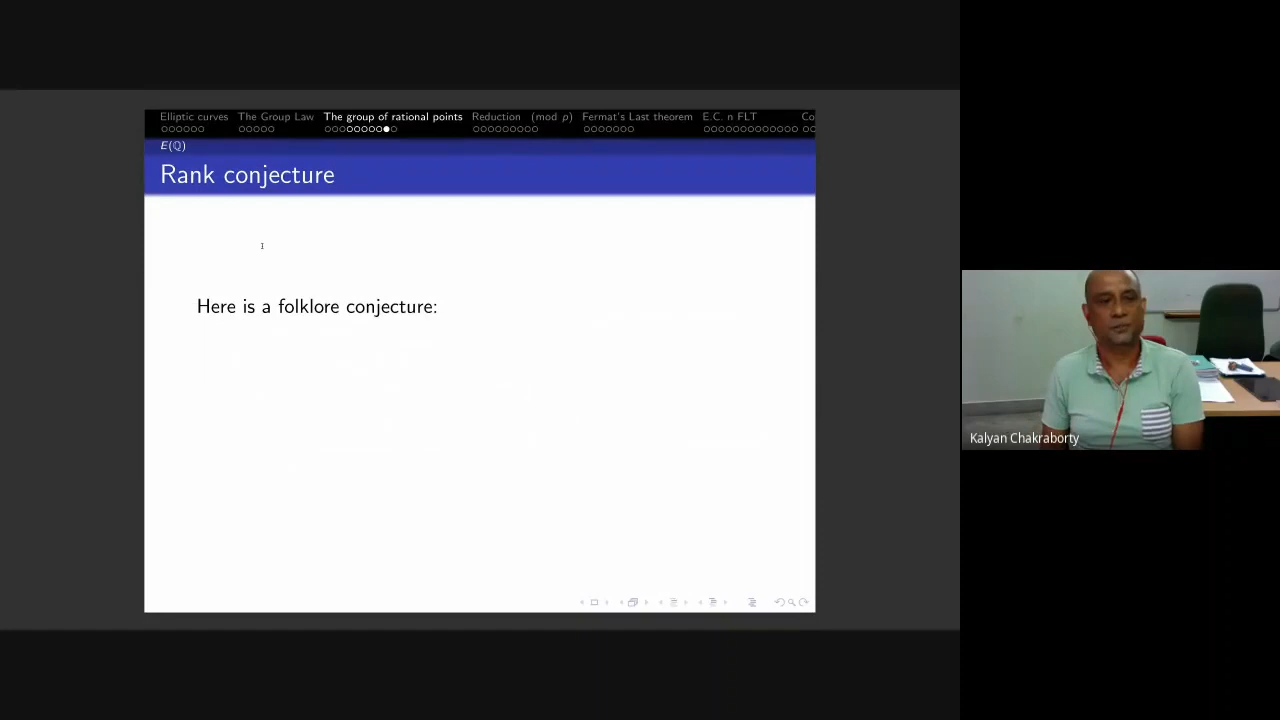 Elliptic curves The Group Law The group of rational points Reduction (mod p) Fermat's Last theorem E.C. n FLT Co
E(ℚ)
Rank conjecture
Here is a folklore conjecture:
Kalyan Chakraborty